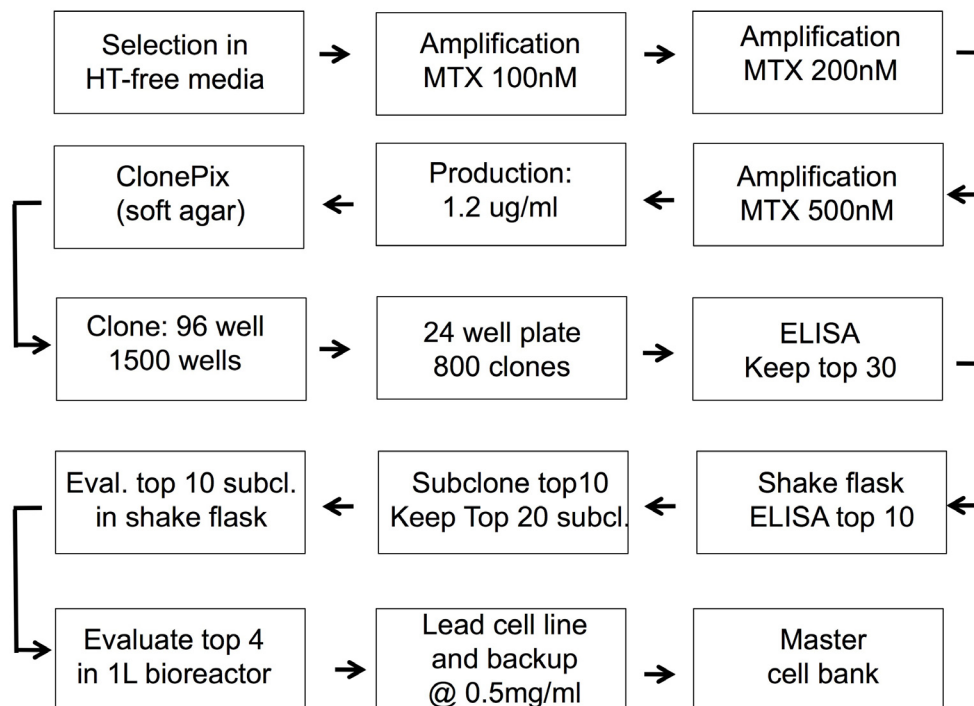 Selection in
HT-free media
Amplification
MTX 100nM
Amplification
MTX 200nM
Amplification
MTX 500nM
Production:
1.2 ug/ml
ClonePix
(soft agar)
Clone: 96 well
1500 wells
24 well plate
800 clones
ELISA
Keep top 30
Shake flask
ELISA top 10
Subclone top10
Keep Top 20 subcl.
Eval. top 10 subcl.
in shake flask
Evaluate top 4
in 1L bioreactor
Lead cell line
and backup
@ 0.5mg/ml
Master
cell bank